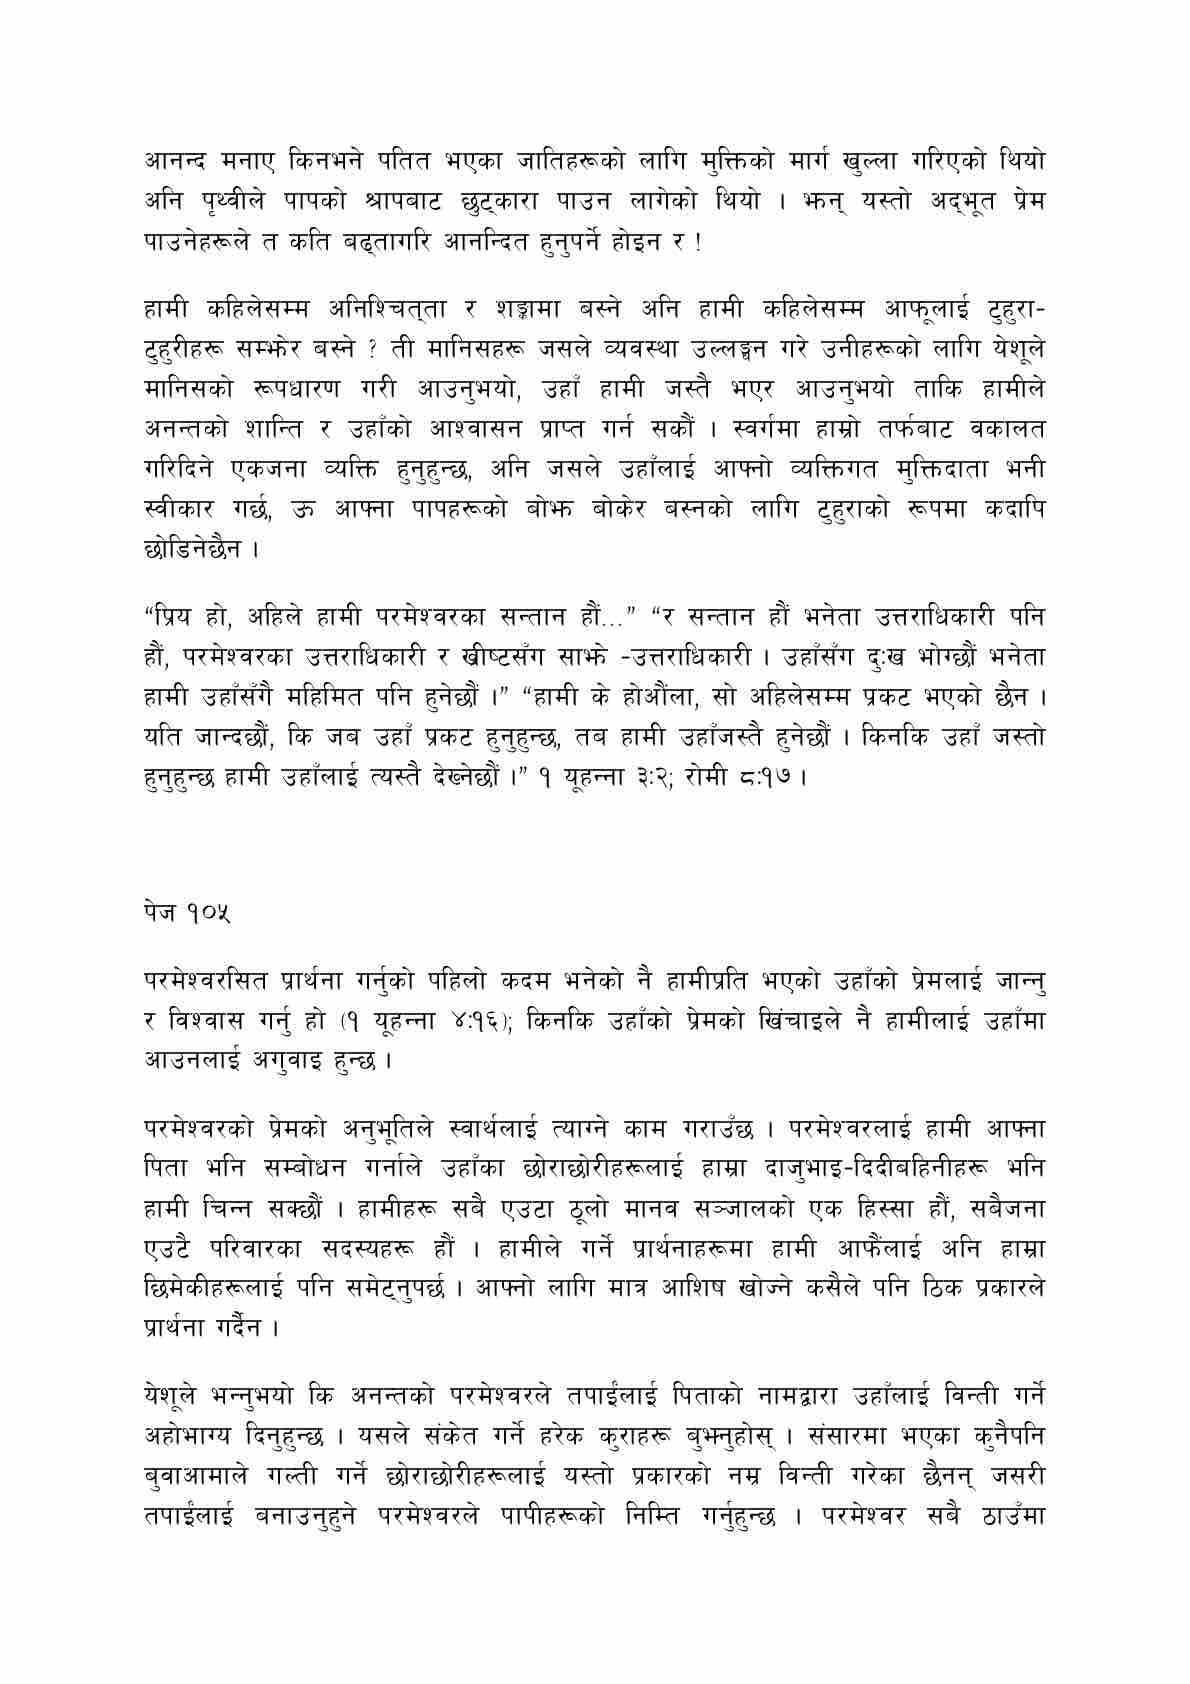 आनन्द मनाए किनभने पतित भएका जातिहरूको लागि मुक्तिको मार्ग खुल्ला गरिएको थियो
अनि पृथ्वीले पापको श्रापबाट छुट्कारा पाउन लागेको थियो । झन् यस्तो अद्भूत प्रेम
पाउनेहरूले त कति बढ्तागरि आनन्दित हुनुपर्ने होइन र !
हामी कहिलेसम्म अनिश्चित्ता र शङ्कामा बस्ने अनि हामी कहिलेसम्म आफूलाई टुहुरा-
टुहुरीहरू सम्झेर बस्ने ? ती मानिसहरू जसले व्यवस्था उल्लङ्घन गरे उनीहरूको लागि येशूले
मानिसको रूपधारण गरी आउनुभयो, उहाँ हामी जस्तै भएर आउनुभयो ताकि हामीले
अनन्तको शान्ति र उहाँको आश्वासन प्राप्त गर्न सकौं । स्वर्गमा हाम्रो तर्फबाट वकालत
गरिदिने एकजना व्यक्ति हुनुहुन्छ, अनि जसले उहाँलाई आफ्नो व्यक्तिगत मुक्तिदाता भनी
स्वीकार गर्छ, ऊ आफ्ना पापहरूको बोझ बोकेर बस्नको लागि टुहुराको रूपमा कदापि
छोडिनेछैन ।
“प्रिय हो, अहिले हामी परमेश्वरका सन्तान हौं...” “र सन्तान हौं भनेता उत्तराधिकारी पनि
हौं, परमेश्वरका उत्तराधिकारी र ख्रीष्टसँग साझे -उत्तराधिकारी । उहाँसँग दुःख भोग्छौं भनेता
हामी उहाँसँगै महिमित पनि हुनेछौं ।” “हामी के होऔंला, सो अहिलेसम्म प्रकट भएको छैन ।
यति जान्दछौं, कि जब उहाँ प्रकट हुनुहुन्छ, तब हामी उहाँजस्तै हुनेछौं । किनकि उहाँ जस्तो
हुनुहुन्छ हामी उहाँलाई त्यस्तै देख्नेछौं ।” १ यूहन्ना ३:२; रोमी ८:१७ ।
पेज १०५
परमेश्वरसित प्रार्थना गर्नुको पहिलो कदम भनेको नै हामीप्रति भएको उहाँको प्रेमलाई जान्नु
र विश्वास गर्नु हो (१ यूहन्ना ४:१६); किनकि उहाँको प्रेमको खिंचाइले नै हामीलाई उहाँमा
आउनलाई अगुवाइ हुन्छ ।
परमेश्वरको प्रेमको अनुभूतिले स्वार्थलाई त्याग्ने काम गराउँछ । परमेश्वरलाई हामी आफ्ना
पिता भनि सम्बोधन गर्नाले उहाँका छोराछोरीहरूलाई हाम्रा दाजुभाइ-दिदीबहिनीहरू भनि
हामी चिन्न सक्छौं । हामीहरू सबै एउटा ठूलो मानव सञ्जालको एक हिस्सा हौं, सबैजना
एउटै परिवारका सदस्यहरू हौं । हामीले गर्ने प्रार्थनाहरूमा हामी आफैंलाई अनि हाम्रा
छिमेकीहरूलाई पनि समेट्नुपर्छ । आफ्नो लागि मात्र आशिष खोज्ने कसैले पनि ठिक प्रकारले
प्रार्थना गर्दैन ।
येशूले भन्नुभयो कि अनन्तको परमेश्वरले तपाईंलाई पिताको नामद्वारा उहाँलाई विन्ती गर्ने
अहोभाग्य दिनुहुन्छ । यसले संकेत गर्ने हरेक कुराहरू बुझ्नुहोस् । संसारमा भएका कुनैपनि
बुवाआमाले गल्ती गर्ने छोराछोरीहरूलाई यस्तो प्रकारको नम्र विन्ती गरेका छैनन् जसरी
तपाईंलाई बनाउनुहुने परमेश्वरले पापीहरूको निम्ति गर्नुहुन्छ । परमेश्वर सबै ठाउँमा